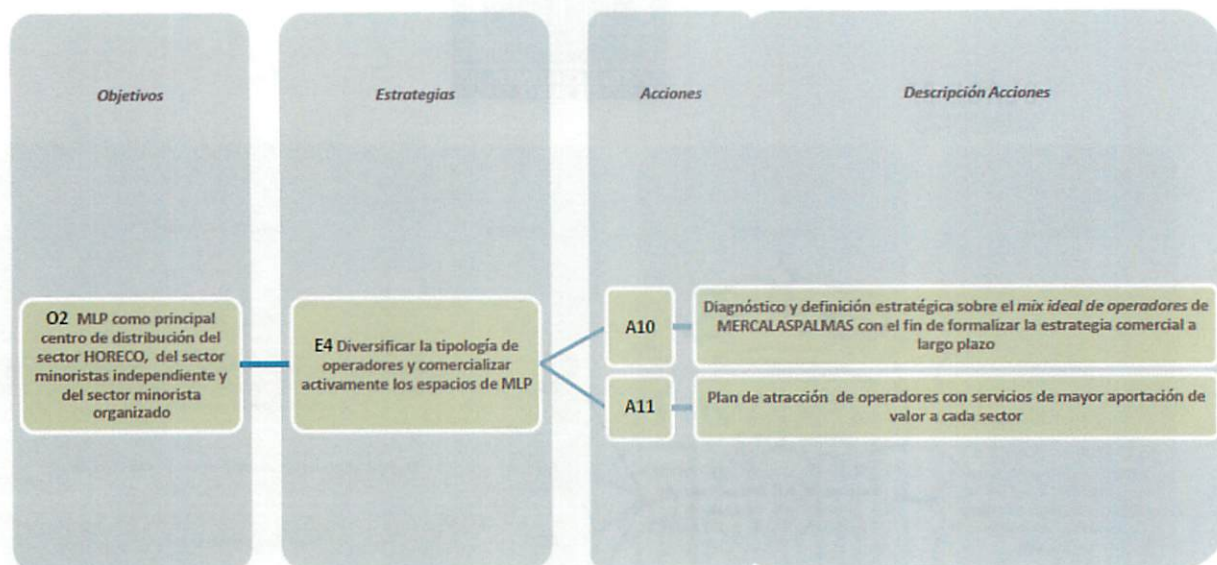 Objetivos
Estrategias
Acciones
Descripción Acciones
O2 MLP como principal
centro de distribución del
sector HORECO, del sector
minoristas independiente y
del sector minorista
organizado
E4 Diversificar la tipología de
operadores y comercializar
activamente los espacios de MLP
A10
Diagnóstico y definición estratégica sobre el mix ideal de operadores de
MERCALASPALMAS con el fin de formalizar la estrategia comercial a
largo plazo
A11
Plan de atracción de operadores con servicios de mayor aportación de
valor a cada sector